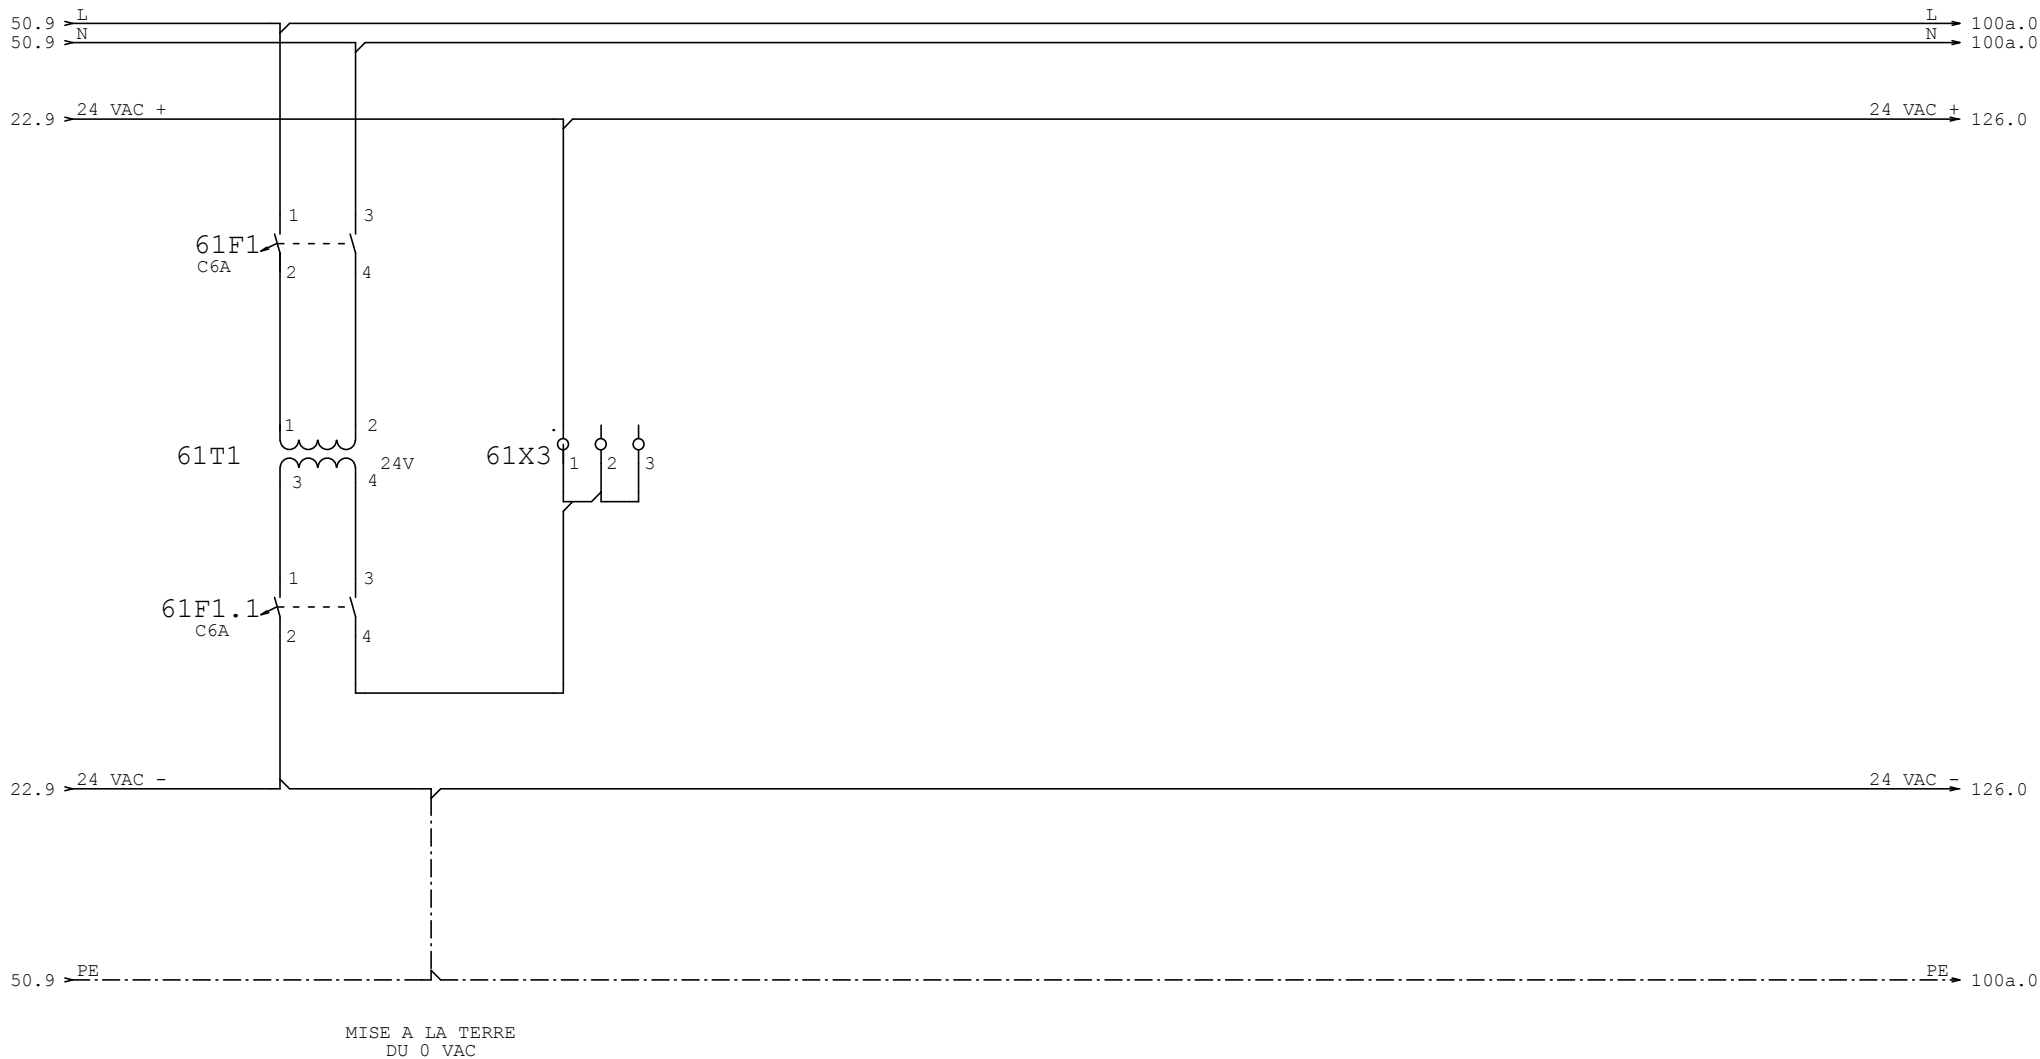 50.9 L L 100a.0
50.9 N N 100a.0
22.9 24 VAC + 24 VAC + 126.0
1 3
61F1
C6A
2 4
1 2
61T1 24V 61X3 1 2 3
3 4
1 3
61F1.1
C6A
2 4
22.9 24 VAC - 24 VAC - 126.0
50.9 PE PE 100a.0
MISE A LA TERRE
DU 0 VAC